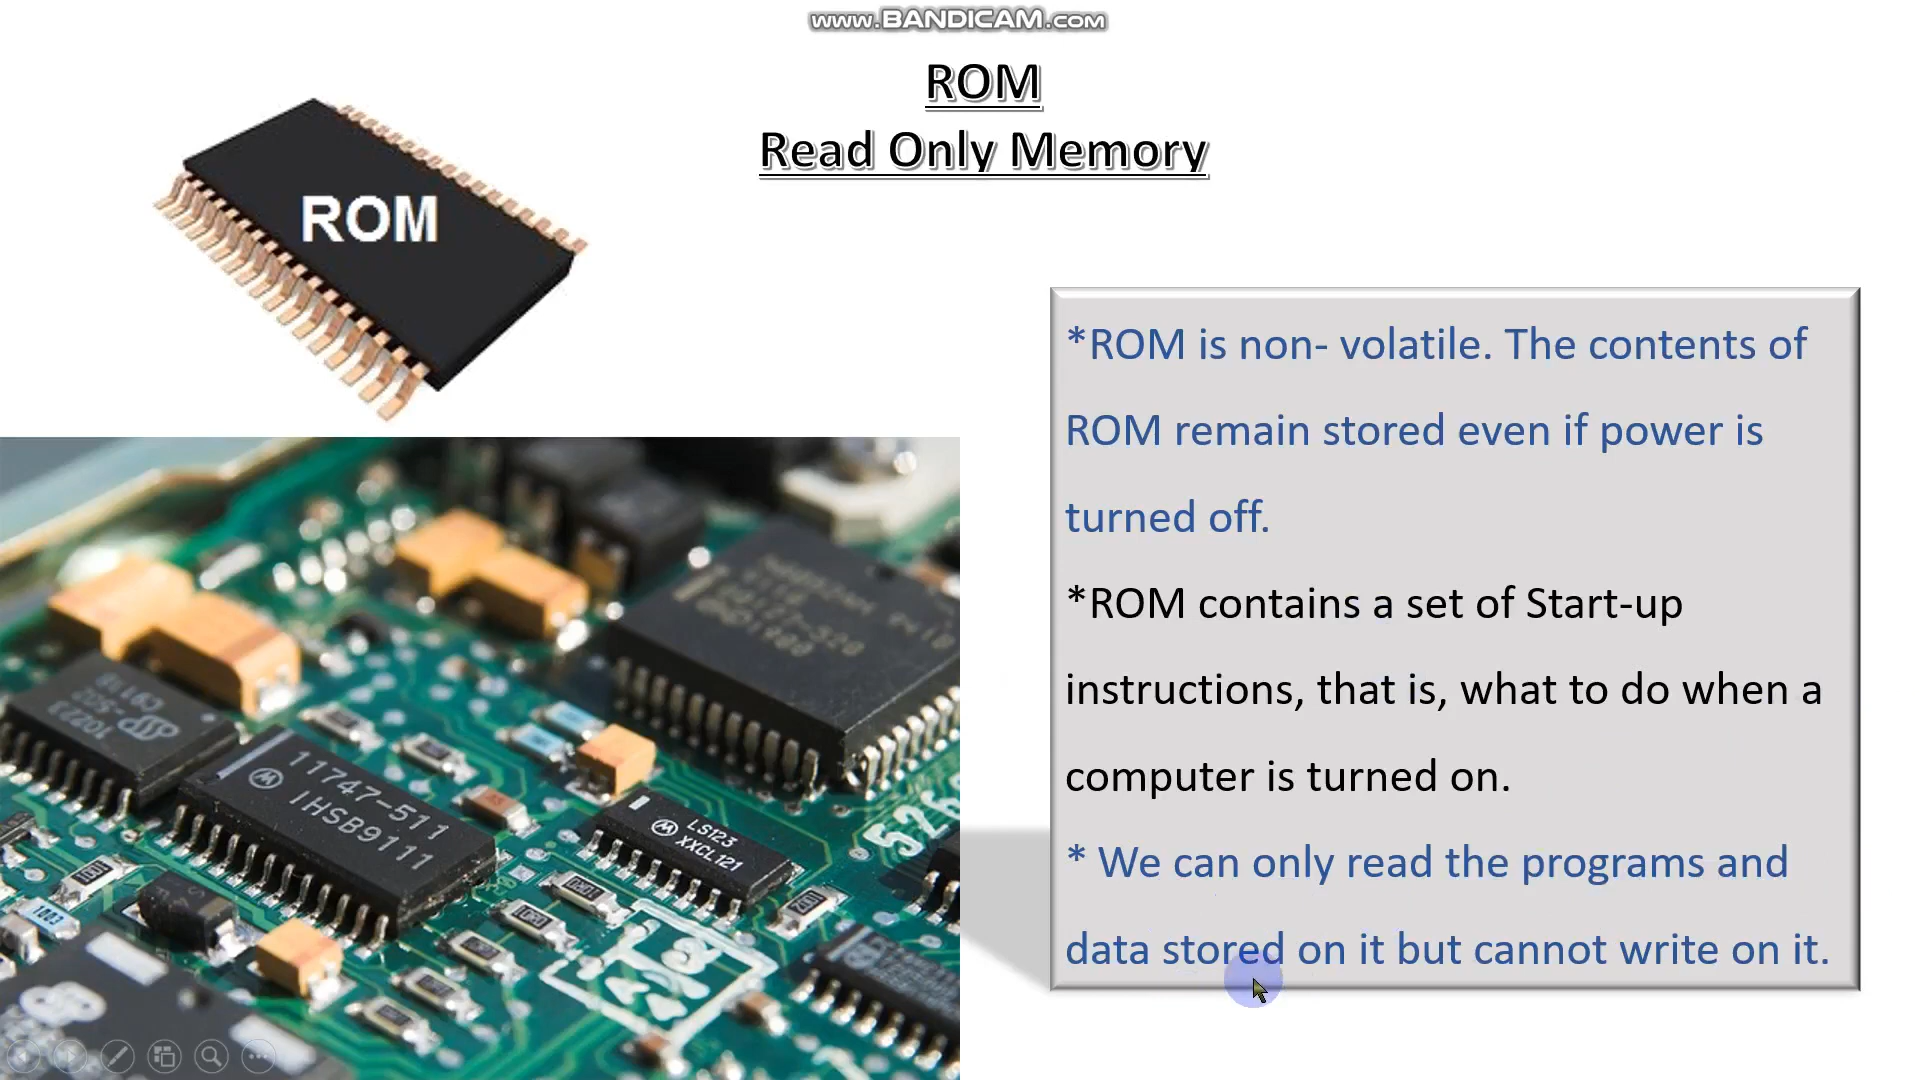 www.BANDICAM.com
ROM
Read Only Memory
ROM
*ROM is non- volatile. The contents of
ROM remain stored even if power is
turned off.
*ROM contains a set of Start-up
instructions, that is, what to do when a
computer is turned on.
* We can only read the programs and
data stored on it but cannot write on it.
11747-511
IHSB9111
LS123
XXCL121
526